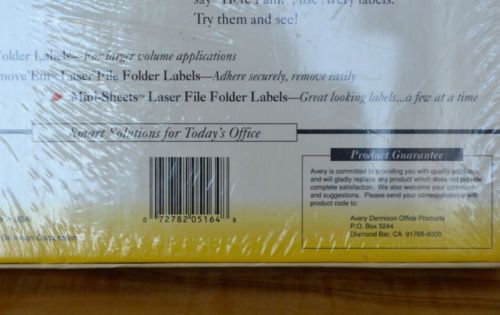 say "Here I am!", use Avery labels.
Try them and see!
Folder Labels—For larger volume applications
move 'Em™ Laser File Folder Labels—Adhere securely, remove easily
Mini-Sheets™ Laser File Folder Labels—Great looking labels...a few at a time
Smart Solutions for Today's Office
Product Guarantee
Avery is committed to providing you with quality products
and will gladly replace any product which does not provide
complete satisfaction. We also welcome your comments
and suggestions. Please send your correspondence with
product code to:
Avery Dennison Office Products
P.O. Box 5244
Diamond Bar, CA 91765-4000
0 72782 05164 8
in USA
Dennison Corporation